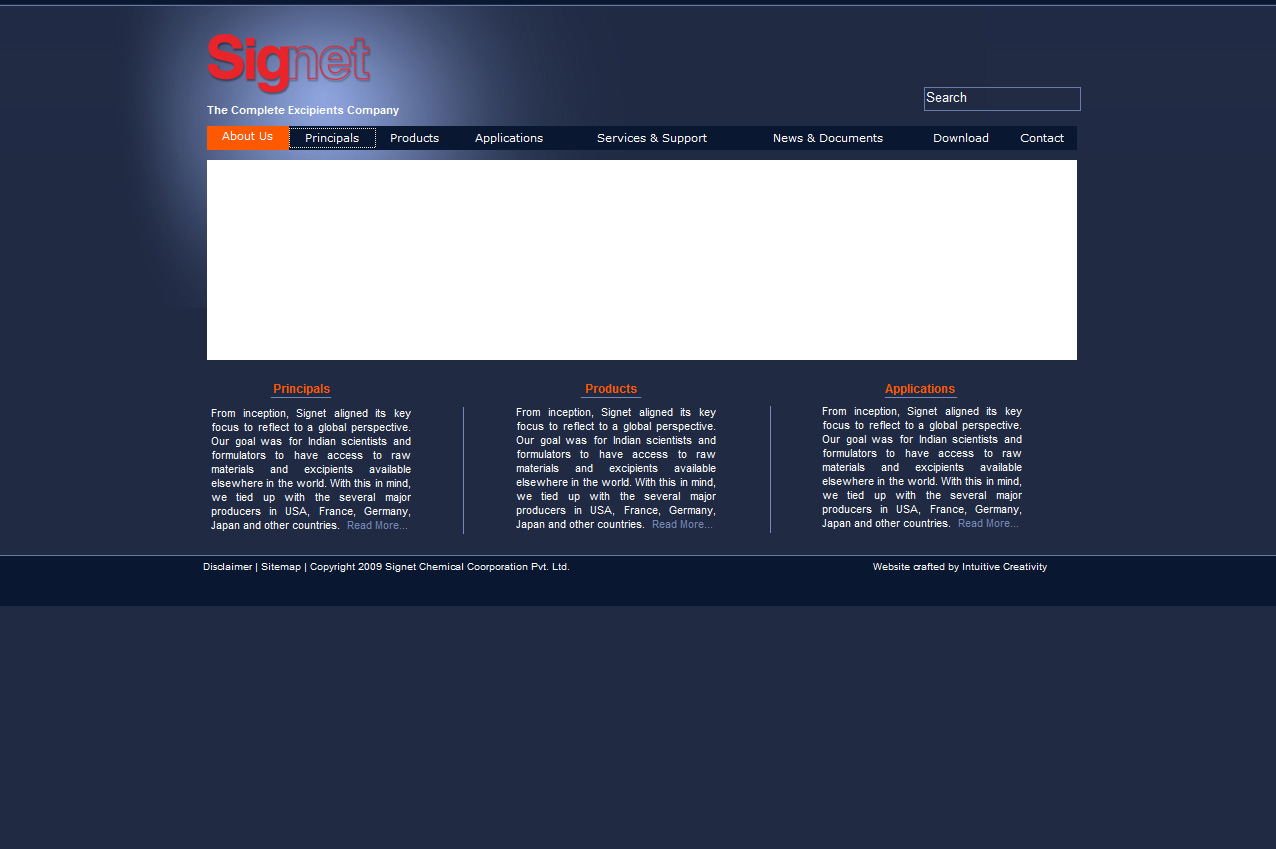 Signet
The Complete Excipients Company
Search
About Us Principals Products Applications Services & Support News & Documents Download Contact
Principals
From inception, Signet aligned its key
focus to reflect to a global perspective.
Our goal was for Indian scientists and
formulators to have access to raw
materials and excipients available
elsewhere in the world. With this in mind,
we tied up with the several major
producers in USA, France, Germany,
Japan and other countries. Read More...
Products
From inception, Signet aligned its key
focus to reflect to a global perspective.
Our goal was for Indian scientists and
formulators to have access to raw
materials and excipients available
elsewhere in the world. With this in mind,
we tied up with the several major
producers in USA, France, Germany,
Japan and other countries. Read More...
Applications
From inception, Signet aligned its key
focus to reflect to a global perspective.
Our goal was for Indian scientists and
formulators to have access to raw
materials and excipients available
elsewhere in the world. With this in mind,
we tied up with the several major
producers in USA, France, Germany,
Japan and other countries. Read More...
Disclaimer | Sitemap | Copyright 2009 Signet Chemical Coorporation Pvt. Ltd.
Website crafted by Intuitive Creativity